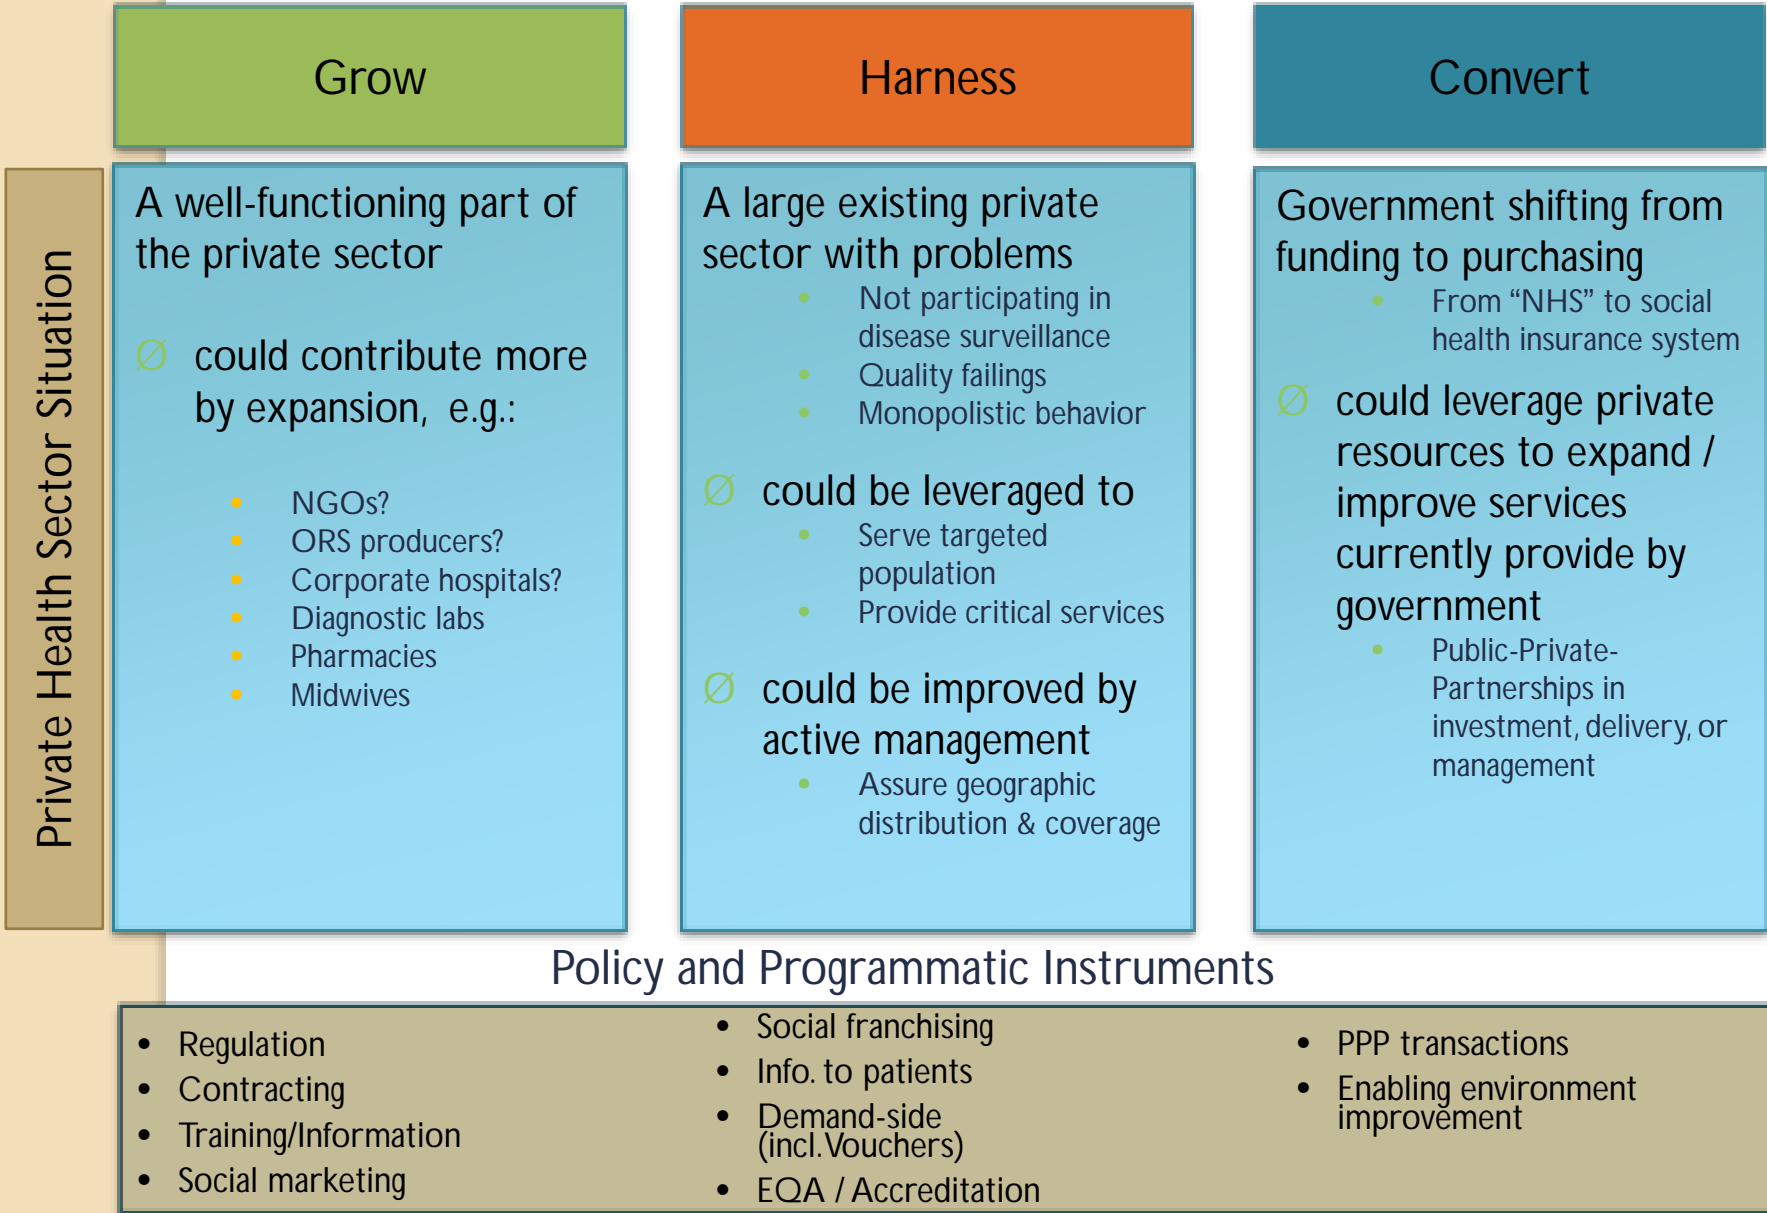 Grow
Harness
Convert
Private Health Sector Situation
A well-functioning part of
the private sector
Ø could contribute more
by expansion, e.g.:
• NGOs?
• ORS producers?
• Corporate hospitals?
• Diagnostic labs
• Pharmacies
• Midwives
A large existing private
sector with problems
• Not participating in
disease surveillance
• Quality failings
• Monopolistic behavior
Ø could be leveraged to
• Serve targeted
population
• Provide critical services
Ø could be improved by
active management
• Assure geographic
distribution & coverage
Government shifting from
funding to purchasing
• From “NHS” to social
health insurance system
Ø could leverage private
resources to expand /
improve services
currently provide by
government
• Public-Private-
Partnerships in
investment, delivery, or
management
Policy and Programmatic Instruments
• Regulation
• Contracting
• Training/Information
• Social marketing
• Social franchising
• Info. to patients
• Demand-side
(incl.Vouchers)
• EQA / Accreditation
• PPP transactions
• Enabling environment
improvement